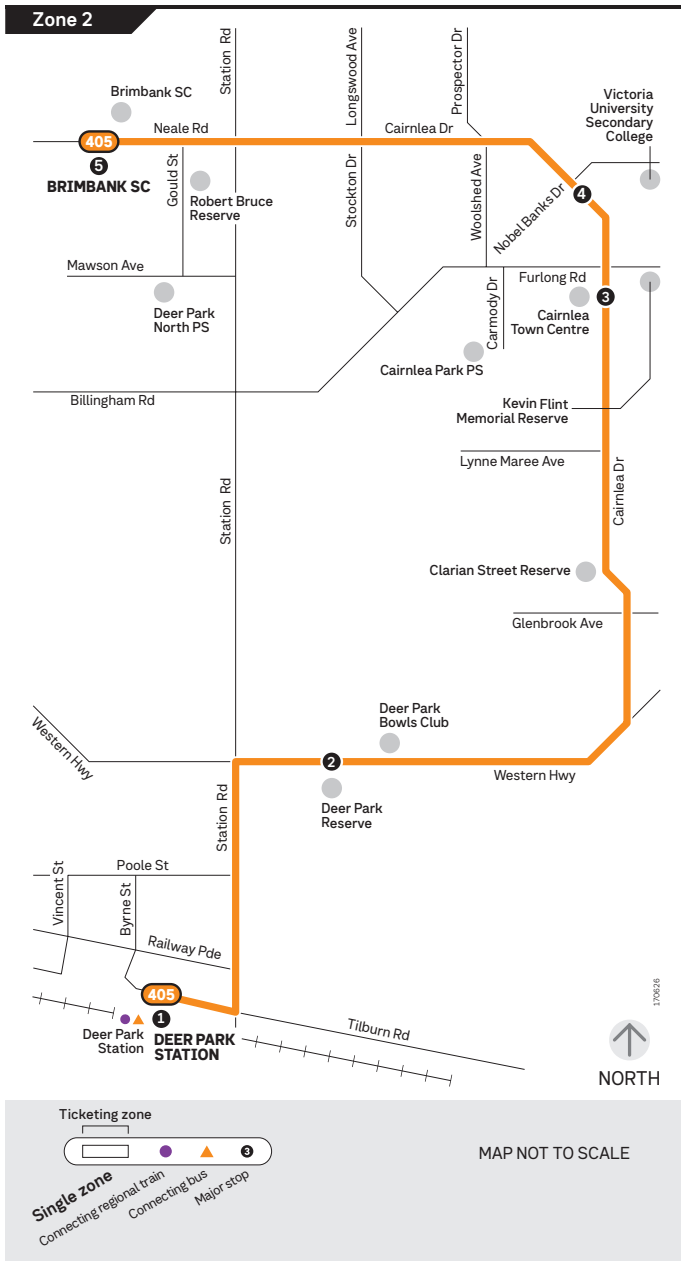 Zone 2
Station Rd
Longswood Ave
Prospector Dr
Brimbank SC
Victoria
University
Secondary
College
405
Neale Rd
Cairnlea Dr
5
BRIMBANK SC
Gould St
Robert Bruce
Reserve
Stockton Dr
Woolshed Ave
Nobel Banks Dr
4
Mawson Ave
Furlong Rd
Deer Park
North PS
Carmody Dr
3
Cairnlea
Town Centre
Cairnlea Park PS
Billingham Rd
Kevin Flint
Memorial Reserve
Lynne Maree Ave
Station Rd
Cairnlea Dr
Clarian Street Reserve
Glenbrook Ave
Deer Park
Bowls Club
Western Hwy
2
Western Hwy
Deer Park
Reserve
Station Rd
Poole St
Vincent St
Byrne St
Railway Pde
405
1
Deer Park
Station
DEER PARK
STATION
Tilburn Rd
170626
NORTH
Ticketing zone
3
Single zone
Connecting regional train
Connecting bus
Major stop
MAP NOT TO SCALE